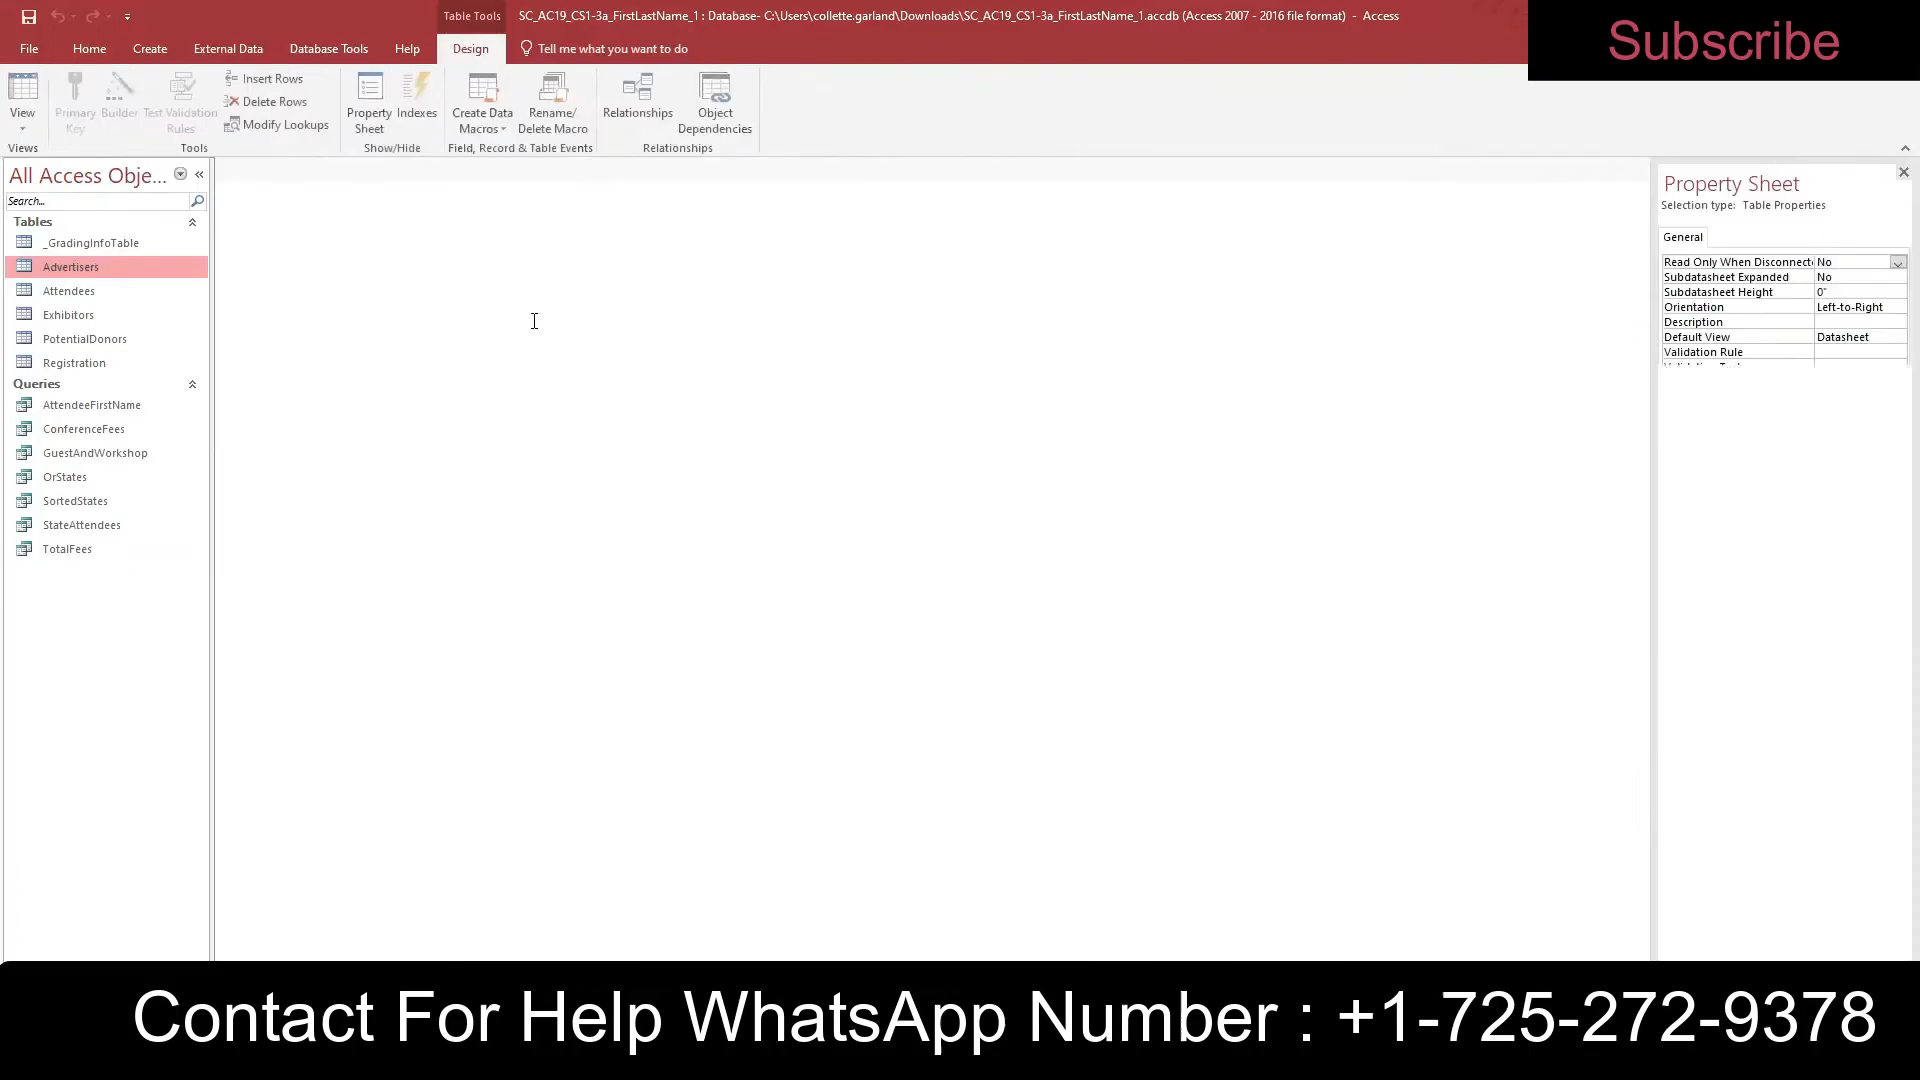 Table Tools
SC_AC19_CS1-3a_FirstLastName_1 : Database- C:\Users\collette.garland\Downloads\SC_AC19_CS1-3a_FirstLastName_1.accdb (Access 2007 - 2016 file format) - Access
Subscribe
File Home Create External Data Database Tools Help Design Tell me what you want to do
View
Primary Key
Builder
Test Validation Rules
Insert Rows
Delete Rows
Modify Lookups
Property Sheet
Indexes
Create Data Macros
Rename/ Delete Macro
Relationships
Object Dependencies
Views Tools Show/Hide Field, Record & Table Events Relationships
All Access Obje...
Search...
Tables
_GradingInfoTable
Advertisers
Attendees
Exhibitors
PotentialDonors
Registration
Queries
AttendeeFirstName
ConferenceFees
GuestAndWorkshop
OrStates
SortedStates
StateAttendees
TotalFees
Property Sheet
Selection type: Table Properties
General
Read Only When Disconnect No
Subdatasheet Expanded No
Subdatasheet Height 0"
Orientation Left-to-Right
Description
Default View Datasheet
Validation Rule
Contact For Help WhatsApp Number : +1-725-272-9378